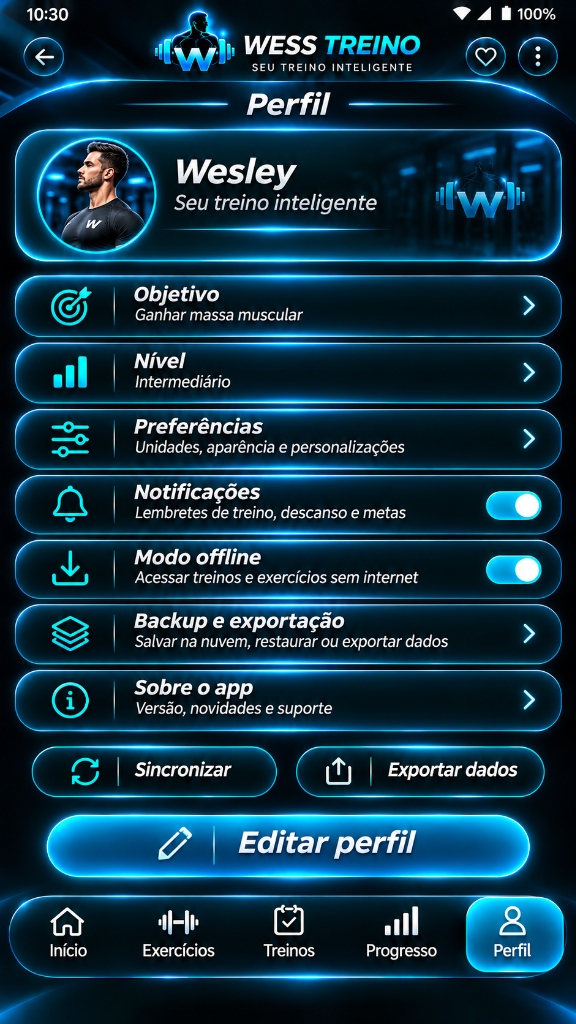 10:30
100%
W
WESS TREINO
SEU TREINO INTELIGENTE
Perfil
W
Wesley
Seu treino inteligente
W
Objetivo
Ganhar massa muscular
Nível
Intermediário
Preferências
Unidades, aparência e personalizações
Notificações
Lembretes de treino, descanso e metas
Modo offline
Acessar treinos e exercícios sem internet
Backup e exportação
Salvar na nuvem, restaurar ou exportar dados
Sobre o app
Versão, novidades e suporte
Sincronizar
Exportar dados
Editar perfil
Início
Exercícios
Treinos
Progresso
Perfil